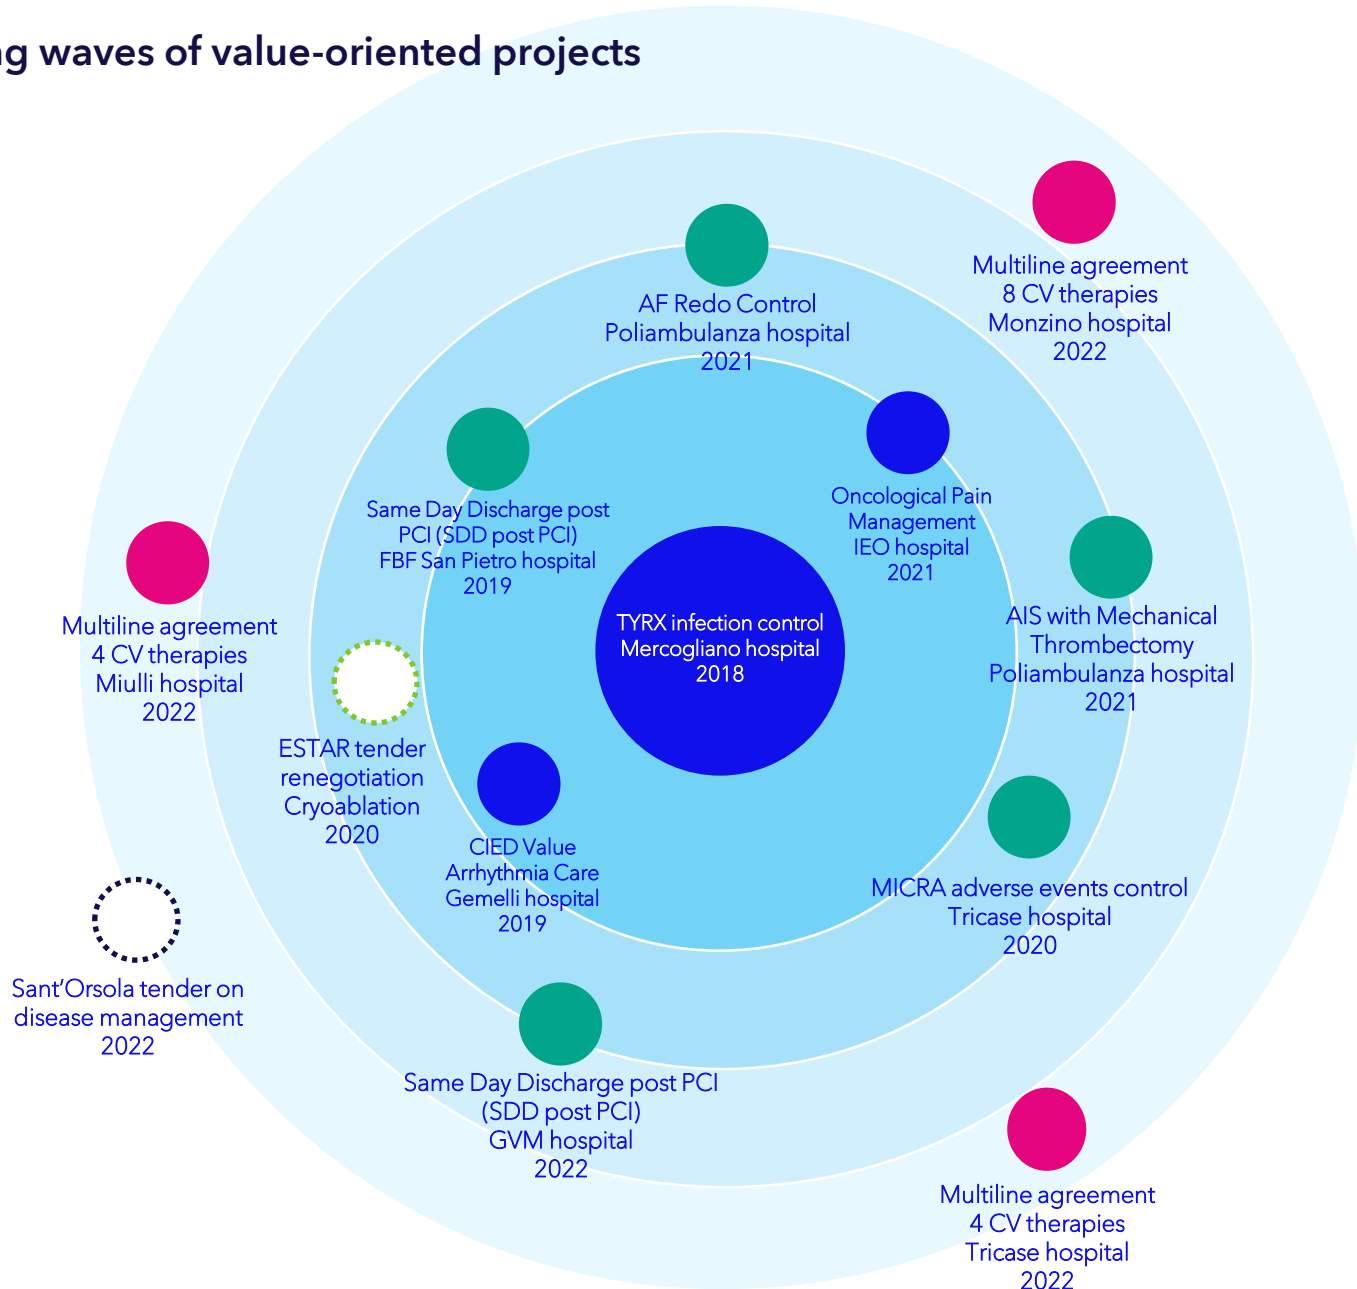 g waves of value-oriented projects
Multiline agreement
8 CV therapies
Monzino hospital
2022
AF Redo Control
Poliambulanza hospital
2021
Same Day Discharge post
PCI (SDD post PCI)
FBF San Pietro hospital
2019
Oncological Pain
Management
IEO hospital
2021
Multiline agreement
4 CV therapies
Miulli hospital
2022
TYRX infection control
Mercogliano hospital
2018
AIS with Mechanical
Thrombectomy
Poliambulanza hospital
2021
ESTAR tender
renegotiation
Cryoablation
2020
CIED Value
Arrhythmia Care
Gemelli hospital
2019
MICRA adverse events control
Tricase hospital
2020
Sant’Orsola tender on
disease management
2022
Same Day Discharge post PCI
(SDD post PCI)
GVM hospital
2022
Multiline agreement
4 CV therapies
Tricase hospital
2022